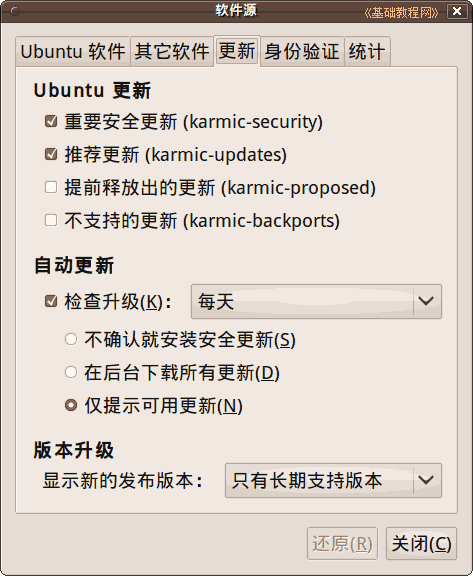 软件源
《基础教程网》
Ubuntu 软件 其它软件 更新 身份验证 统计
Ubuntu 更新
重要安全更新 (karmic-security)
推荐更新 (karmic-updates)
提前释放出的更新 (karmic-proposed)
不支持的更新 (karmic-backports)
自动更新
检查升级(K)： 每天
不确认就安装安全更新(S)
在后台下载所有更新(D)
仅提示可用更新(N)
版本升级
显示新的发布版本： 只有长期支持版本
还原(R) 关闭(C)